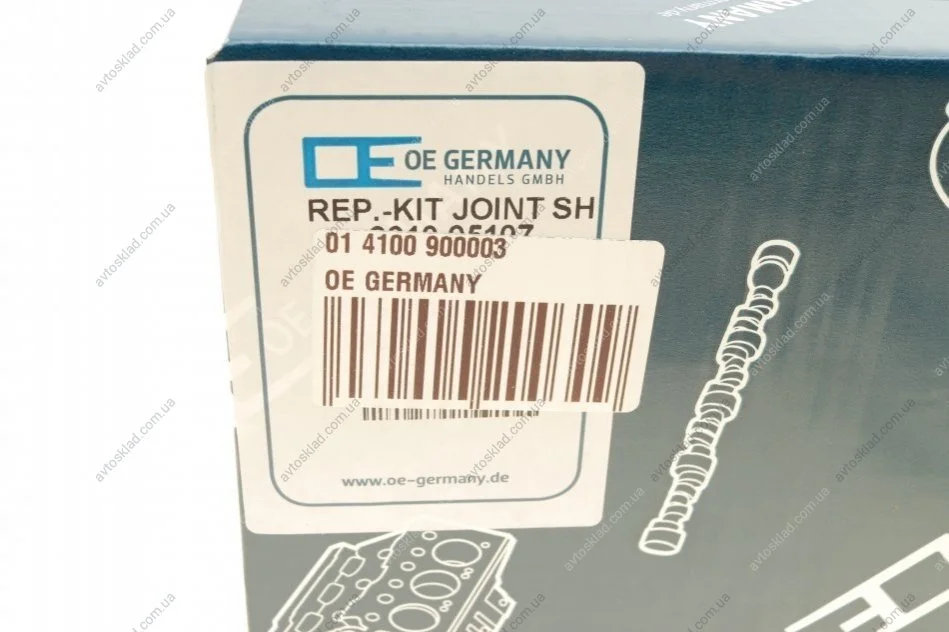 OE GERMANY
HANDELS GMBH
REP.-KIT JOINT SH
01 4100 900003
OE GERMANY
www.oe-germany.de
avtosklad.com.ua